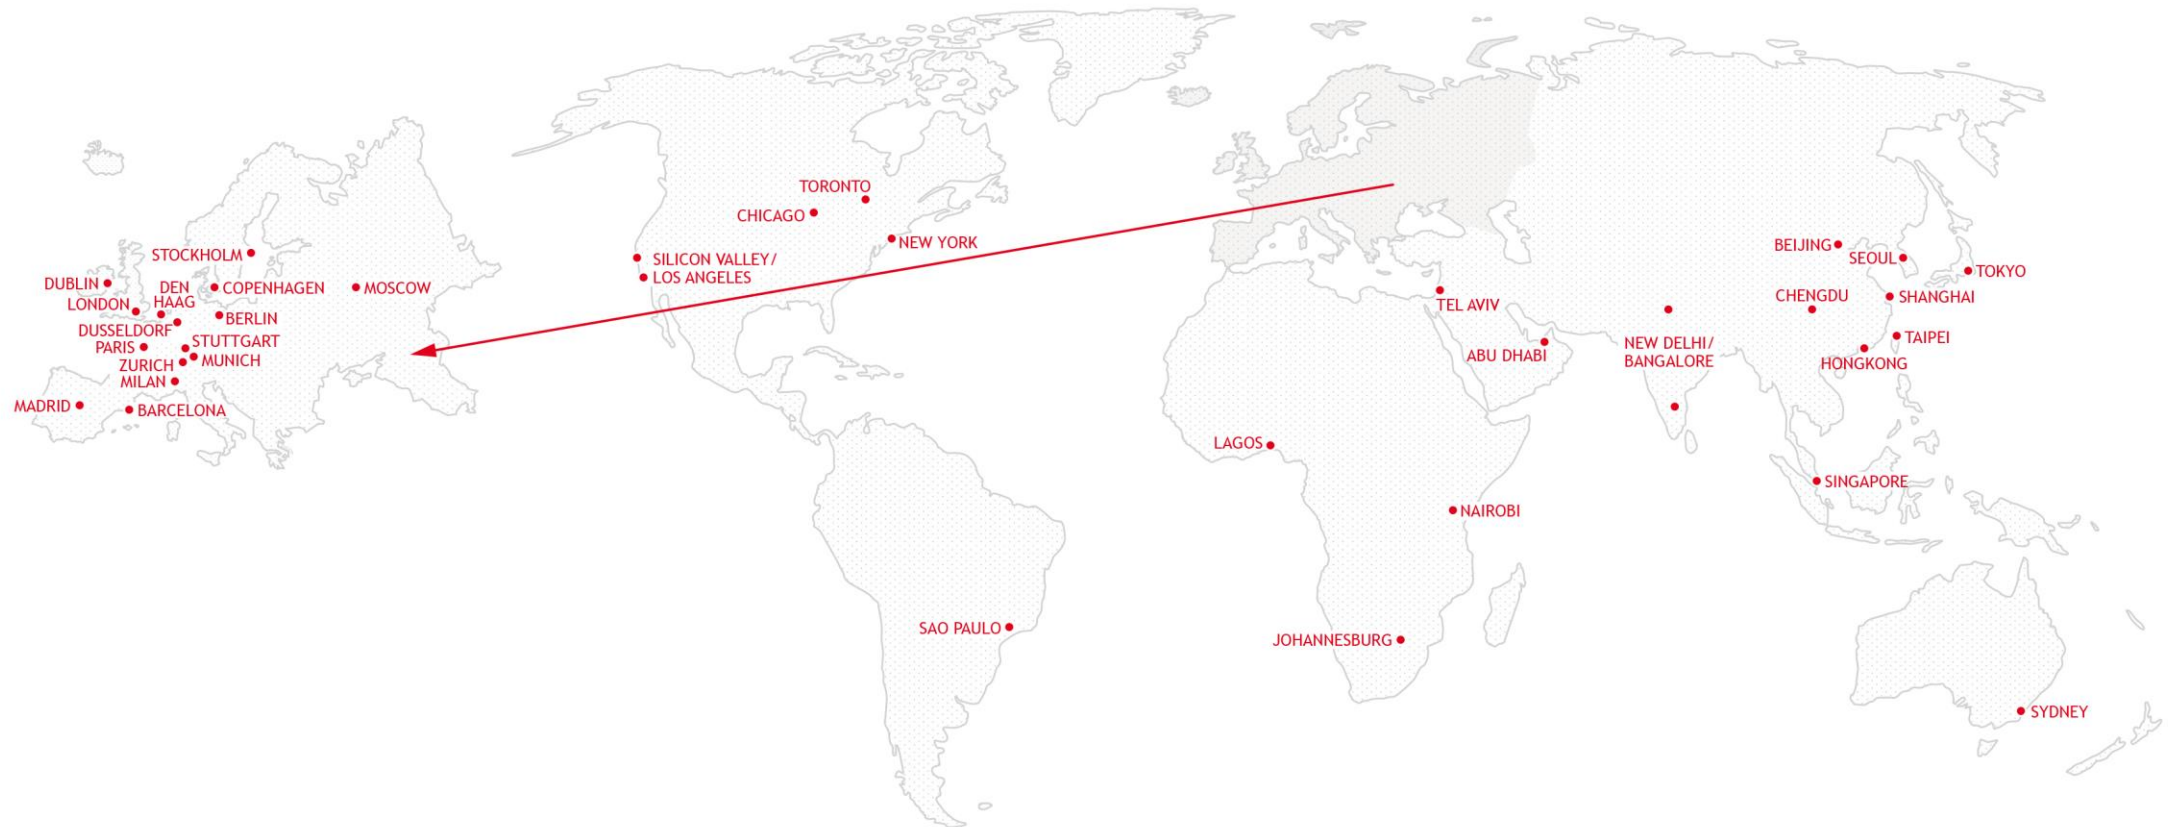 STOCKHOLM
DUBLIN
DEN
HAAG
COPENHAGEN
MOSCOW
LONDON
BERLIN
DUSSELDORF
STUTTGART
PARIS
MUNICH
ZURICH
MILAN
MADRID
BARCELONA
TORONTO
CHICAGO
NEW YORK
SILICON VALLEY/
LOS ANGELES
SAO PAULO
TEL AVIV
ABU DHABI
LAGOS
NAIROBI
JOHANNESBURG
NEW DELHI/
BANGALORE
BEIJING
SEOUL
TOKYO
CHENGDU
SHANGHAI
TAIPEI
HONGKONG
SINGAPORE
SYDNEY